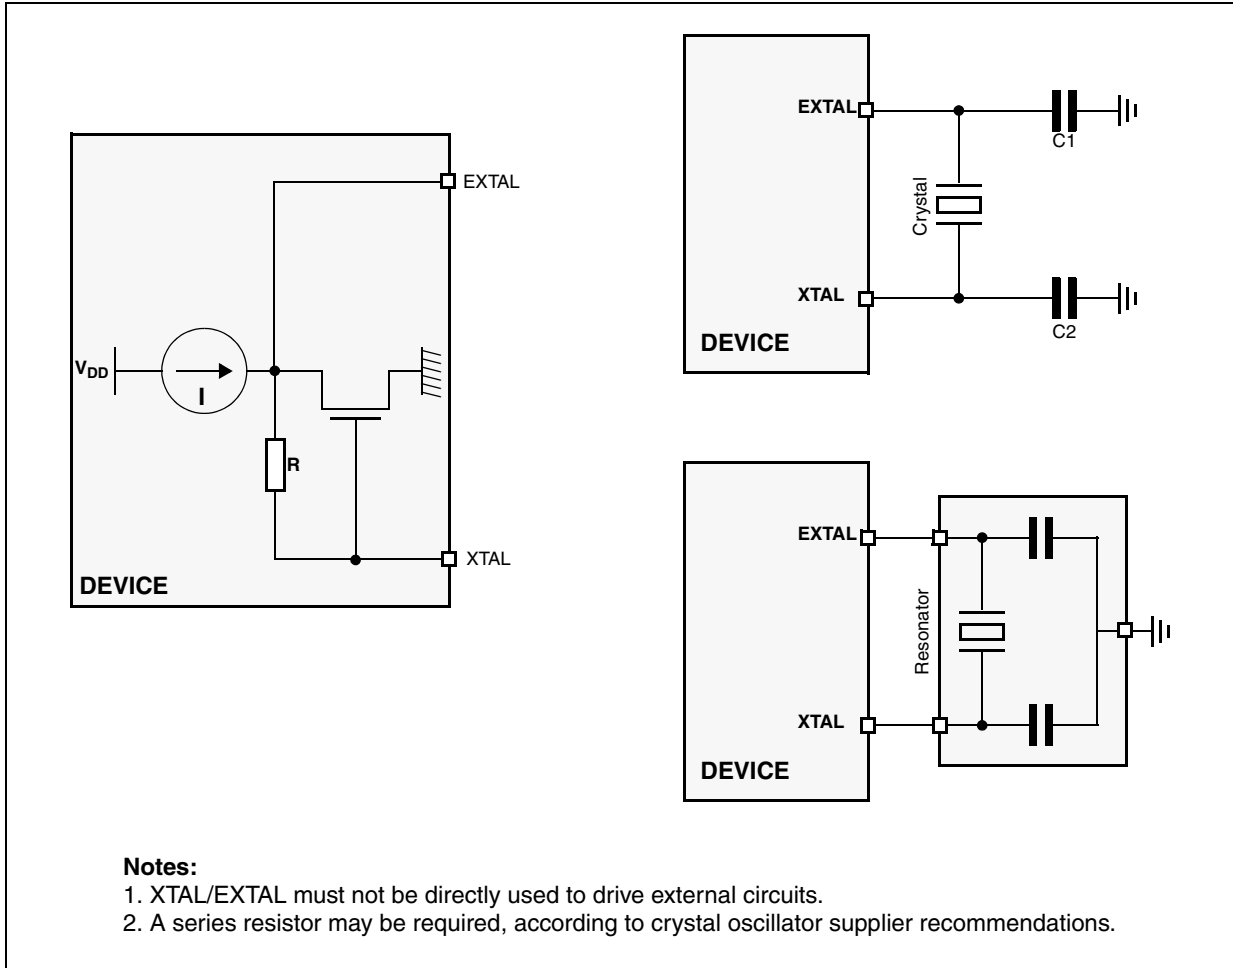 EXTAL
V_DD
I
R
XTAL
DEVICE
EXTAL
C1
Crystal
XTAL
C2
DEVICE
EXTAL
Resonator
XTAL
DEVICE
Notes:
1. XTAL/EXTAL must not be directly used to drive external circuits.
2. A series resistor may be required, according to crystal oscillator supplier recommendations.